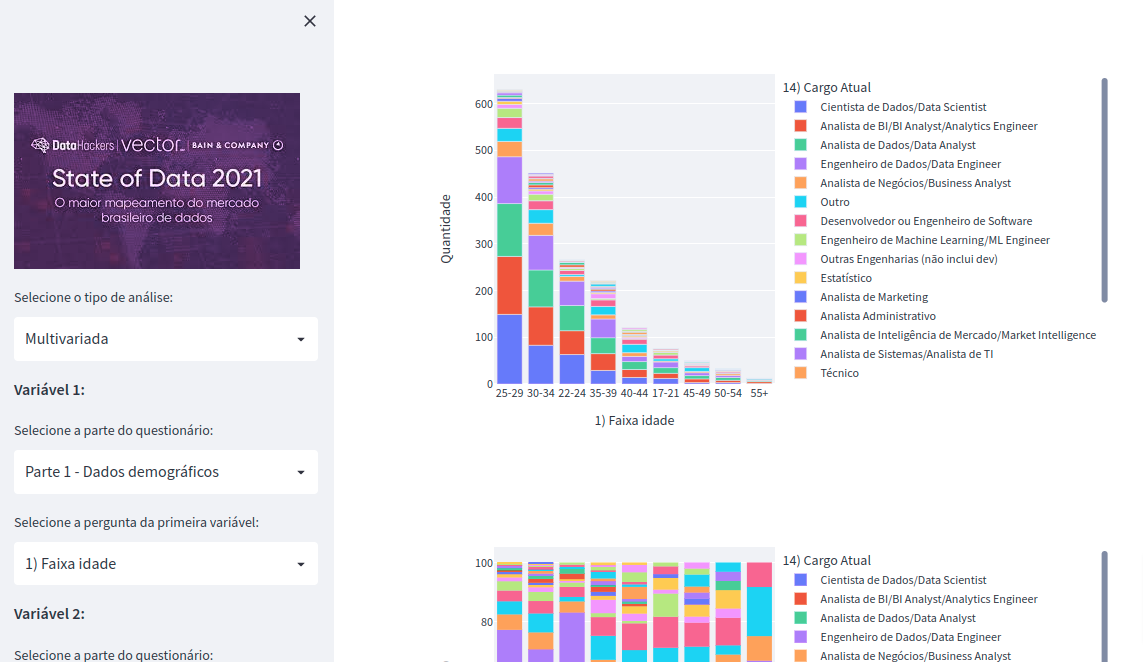 DataHackers | vector_ | BAIN & COMPANY
State of Data 2021
O maior mapeamento do mercado
brasileiro de dados
Selecione o tipo de análise:
Multivariada
Variável 1:
Selecione a parte do questionário:
Parte 1 - Dados demográficos
Selecione a pergunta da primeira variável:
1) Faixa idade
Variável 2:
Selecione a parte do questionário:
Quantidade
600
500
400
300
200
100
0
25-29 30-34 22-24 35-39 40-44 17-21 45-49 50-54 55+
1) Faixa idade
14) Cargo Atual
Cientista de Dados/Data Scientist
Analista de BI/BI Analyst/Analytics Engineer
Analista de Dados/Data Analyst
Engenheiro de Dados/Data Engineer
Analista de Negócios/Business Analyst
Outro
Desenvolvedor ou Engenheiro de Software
Engenheiro de Machine Learning/ML Engineer
Outras Engenharias (não inclui dev)
Estatístico
Analista de Marketing
Analista Administrativo
Analista de Inteligência de Mercado/Market Intelligence
Analista de Sistemas/Analista de TI
Técnico
100
80
14) Cargo Atual
Cientista de Dados/Data Scientist
Analista de BI/BI Analyst/Analytics Engineer
Analista de Dados/Data Analyst
Engenheiro de Dados/Data Engineer
Analista de Negócios/Business Analyst